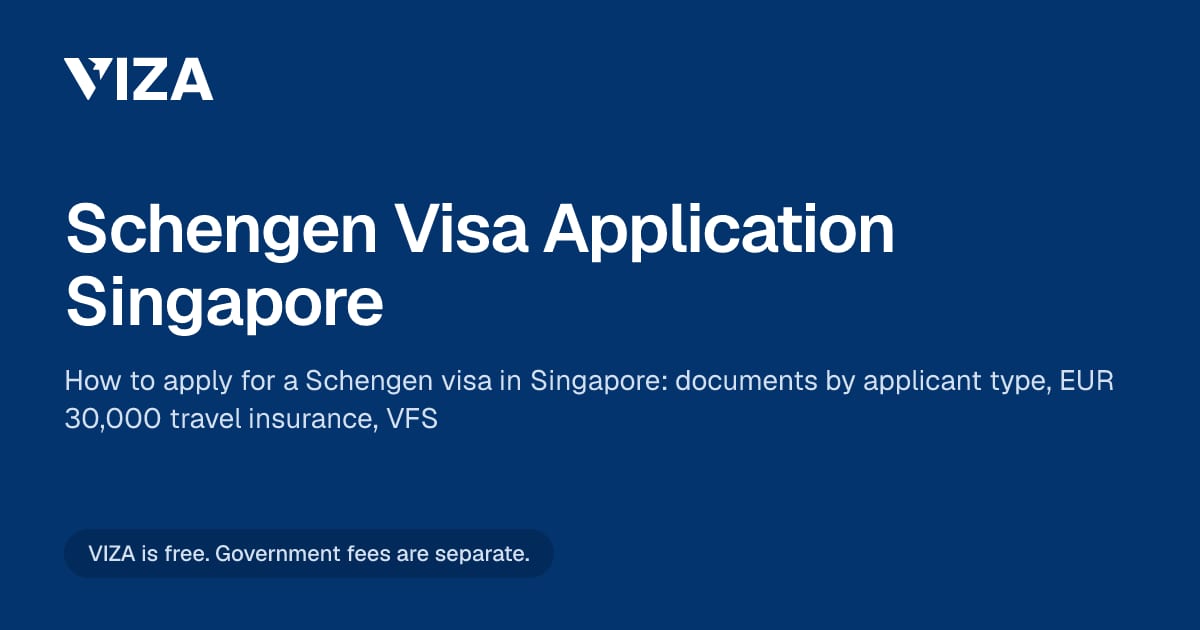 VIZA
Schengen Visa Application
Singapore
How to apply for a Schengen visa in Singapore: documents by applicant type, EUR
30,000 travel insurance, VFS
VIZA is free. Government fees are separate.